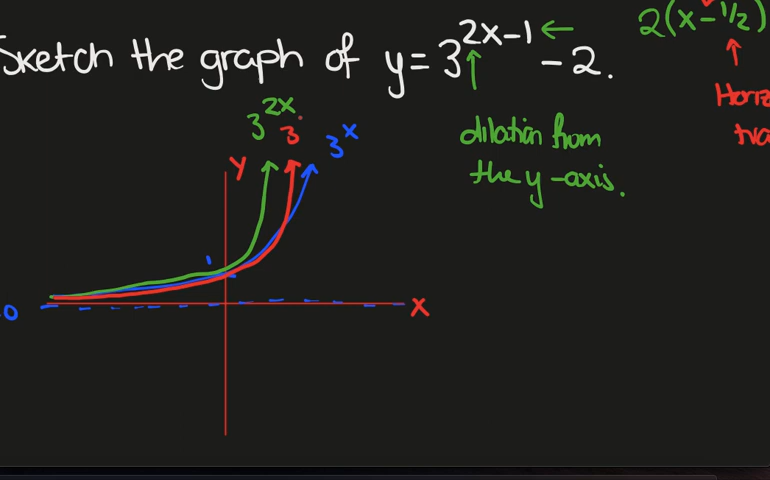 Sketch the graph of y=3^{2x-1} -2.
2(x-1/2)
Horiz
tra
dilation from
the y-axis.
3^{2x}
3
3^x
y
1
0
x